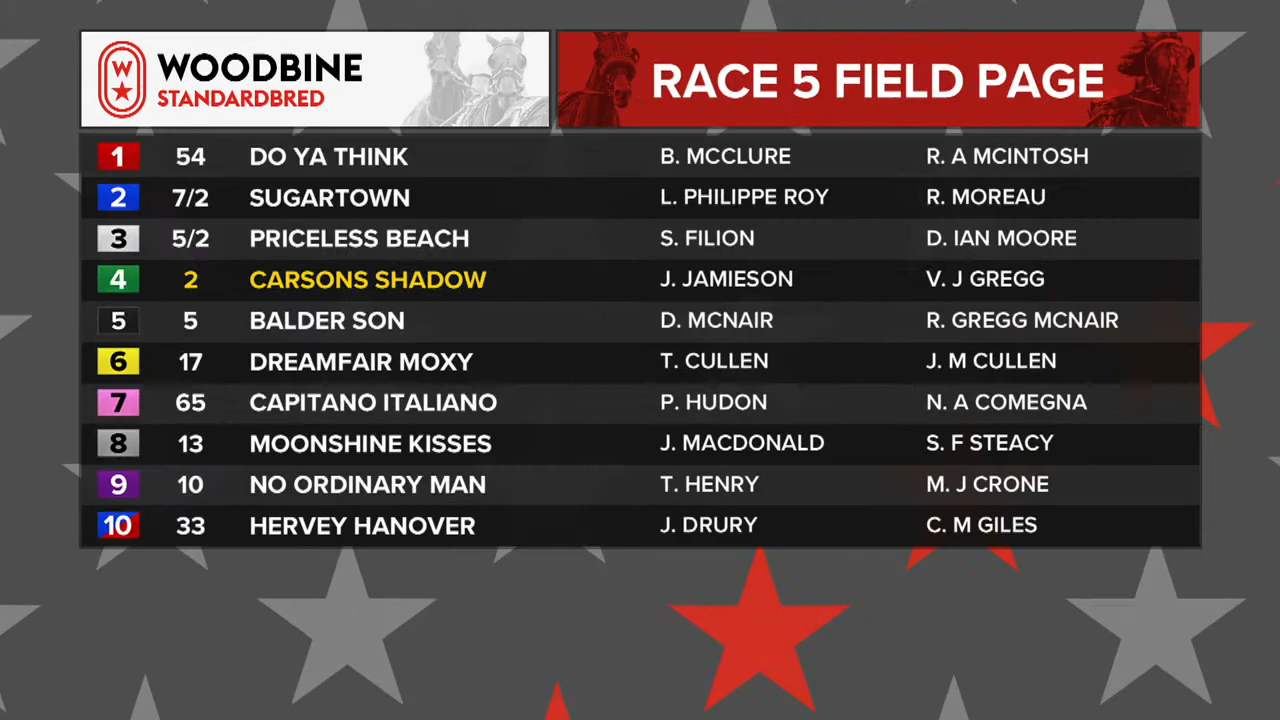 W
WOODBINE
STANDARDBRED
RACE 5 FIELD PAGE
1 54 DO YA THINK B. MCCLURE R. A MCINTOSH
2 7/2 SUGARTOWN L. PHILIPPE ROY R. MOREAU
3 5/2 PRICELESS BEACH S. FILION D. IAN MOORE
4 2 CARSONS SHADOW J. JAMIESON V. J GREGG
5 5 BALDER SON D. MCNAIR R. GREGG MCNAIR
6 17 DREAMFAIR MOXY T. CULLEN J. M CULLEN
7 65 CAPITANO ITALIANO P. HUDON N. A COMEGNA
8 13 MOONSHINE KISSES J. MACDONALD S. F STEACY
9 10 NO ORDINARY MAN T. HENRY M. J CRONE
10 33 HERVEY HANOVER J. DRURY C. M GILES